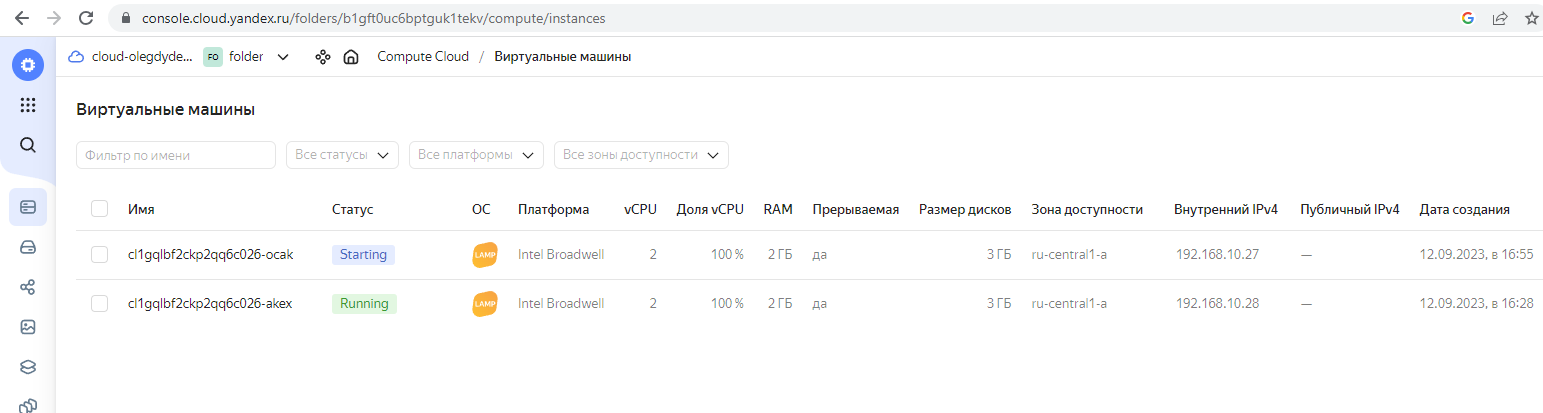 console.cloud.yandex.ru/folders/b1gft0uc6bptguk1tekv/compute/instances
cloud-olegdyde... FO folder Compute Cloud / Виртуальные машины
Виртуальные машины
Фильтр по имени Все статусы Все платформы Все зоны доступности
Имя Статус ОС Платформа vCPU Доля vCPU RAM Прерываемая Размер дисков Зона доступности Внутренний IPv4 Публичный IPv4 Дата создания
cl1gqlbf2ckp2qq6c026-ocak Starting LAMP Intel Broadwell 2 100 % 2 ГБ да 3 ГБ ru-central1-a 192.168.10.27 — 12.09.2023, в 16:55
cl1gqlbf2ckp2qq6c026-akex Running LAMP Intel Broadwell 2 100 % 2 ГБ да 3 ГБ ru-central1-a 192.168.10.28 — 12.09.2023, в 16:28